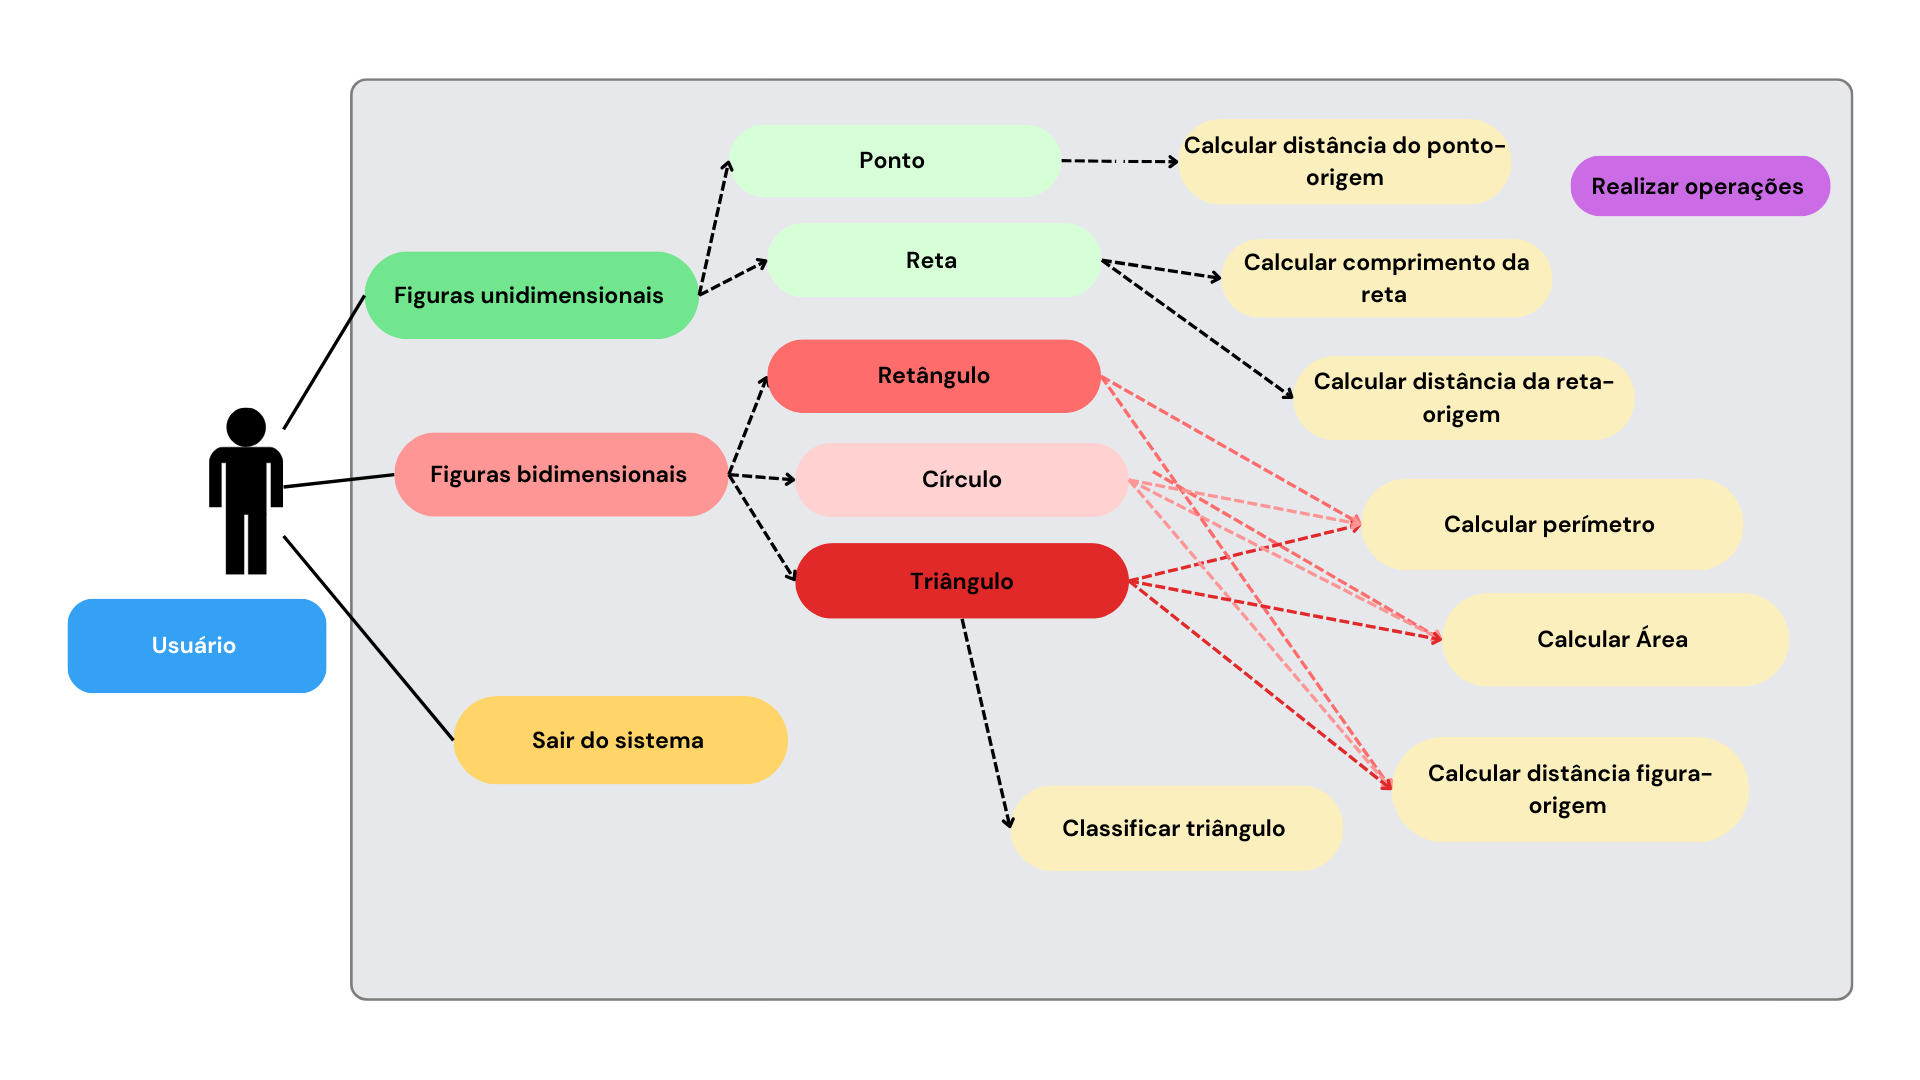 Ponto
Calcular distância do ponto-
origem
Realizar operações
Reta
Calcular comprimento da
reta
Figuras unidimensionais
Retângulo
Calcular distância da reta-
origem
Figuras bidimensionais
Círculo
Calcular perímetro
Triângulo
Calcular Área
Usuário
Sair do sistema
Calcular distância figura-
origem
Classificar triângulo